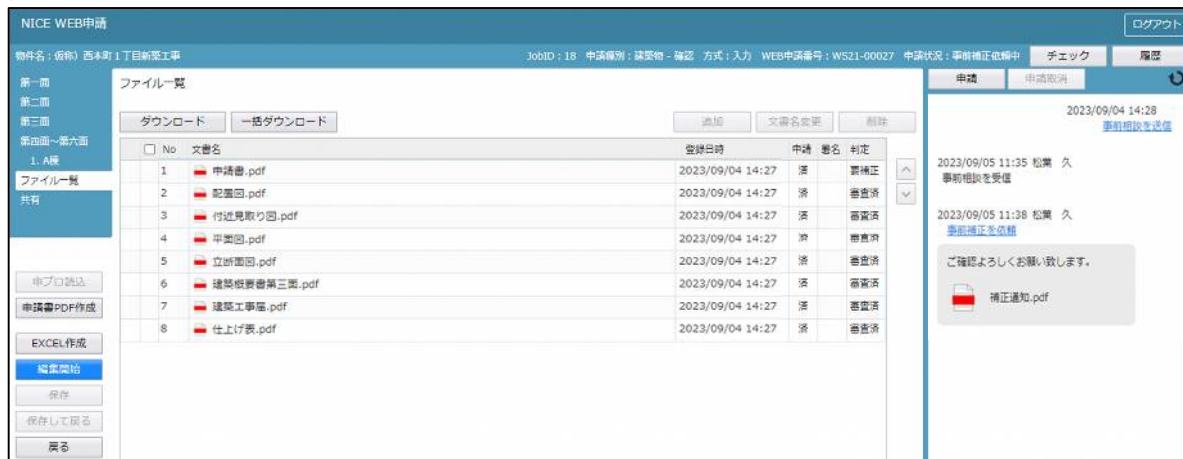 NICE WEB申請
ログアウト
物件名：仮称）西本町１丁目新築工事 JobID：18 申請種別：建築物 - 確認 方式：入力 WEB申請番号：WS21-00027 申請状況：事前補正依頼中 チェック 履歴
第一面
第二面
第三面
第四面～第六面
1. A棟
ファイル一覧
共有
申プロ読込
申請書PDF作成
EXCEL作成
編集開始
保存
保存して戻る
戻る
ファイル一覧
ダウンロード 一括ダウンロード 追加 文書名変更 削除
No 文書名 登録日時 申請 署名 判定
1 申請書.pdf 2023/09/04 14:27 済 要補正
2 配置図.pdf 2023/09/04 14:27 済 審査済
3 付近見取り図.pdf 2023/09/04 14:27 済 審査済
4 平面図.pdf 2023/09/04 14:27 済 審査済
5 立断面図.pdf 2023/09/04 14:27 済 審査済
6 建築概要書第三面.pdf 2023/09/04 14:27 済 審査済
7 建築工事届.pdf 2023/09/04 14:27 済 審査済
8 仕上げ表.pdf 2023/09/04 14:27 済 審査済
申請 申請取消
2023/09/04 14:28
事前相談を送信
2023/09/05 11:35 松葉 久
事前相談を受信
2023/09/05 11:38 松葉 久
事前補正を依頼
ご確認よろしくお願い致します。
補正通知.pdf